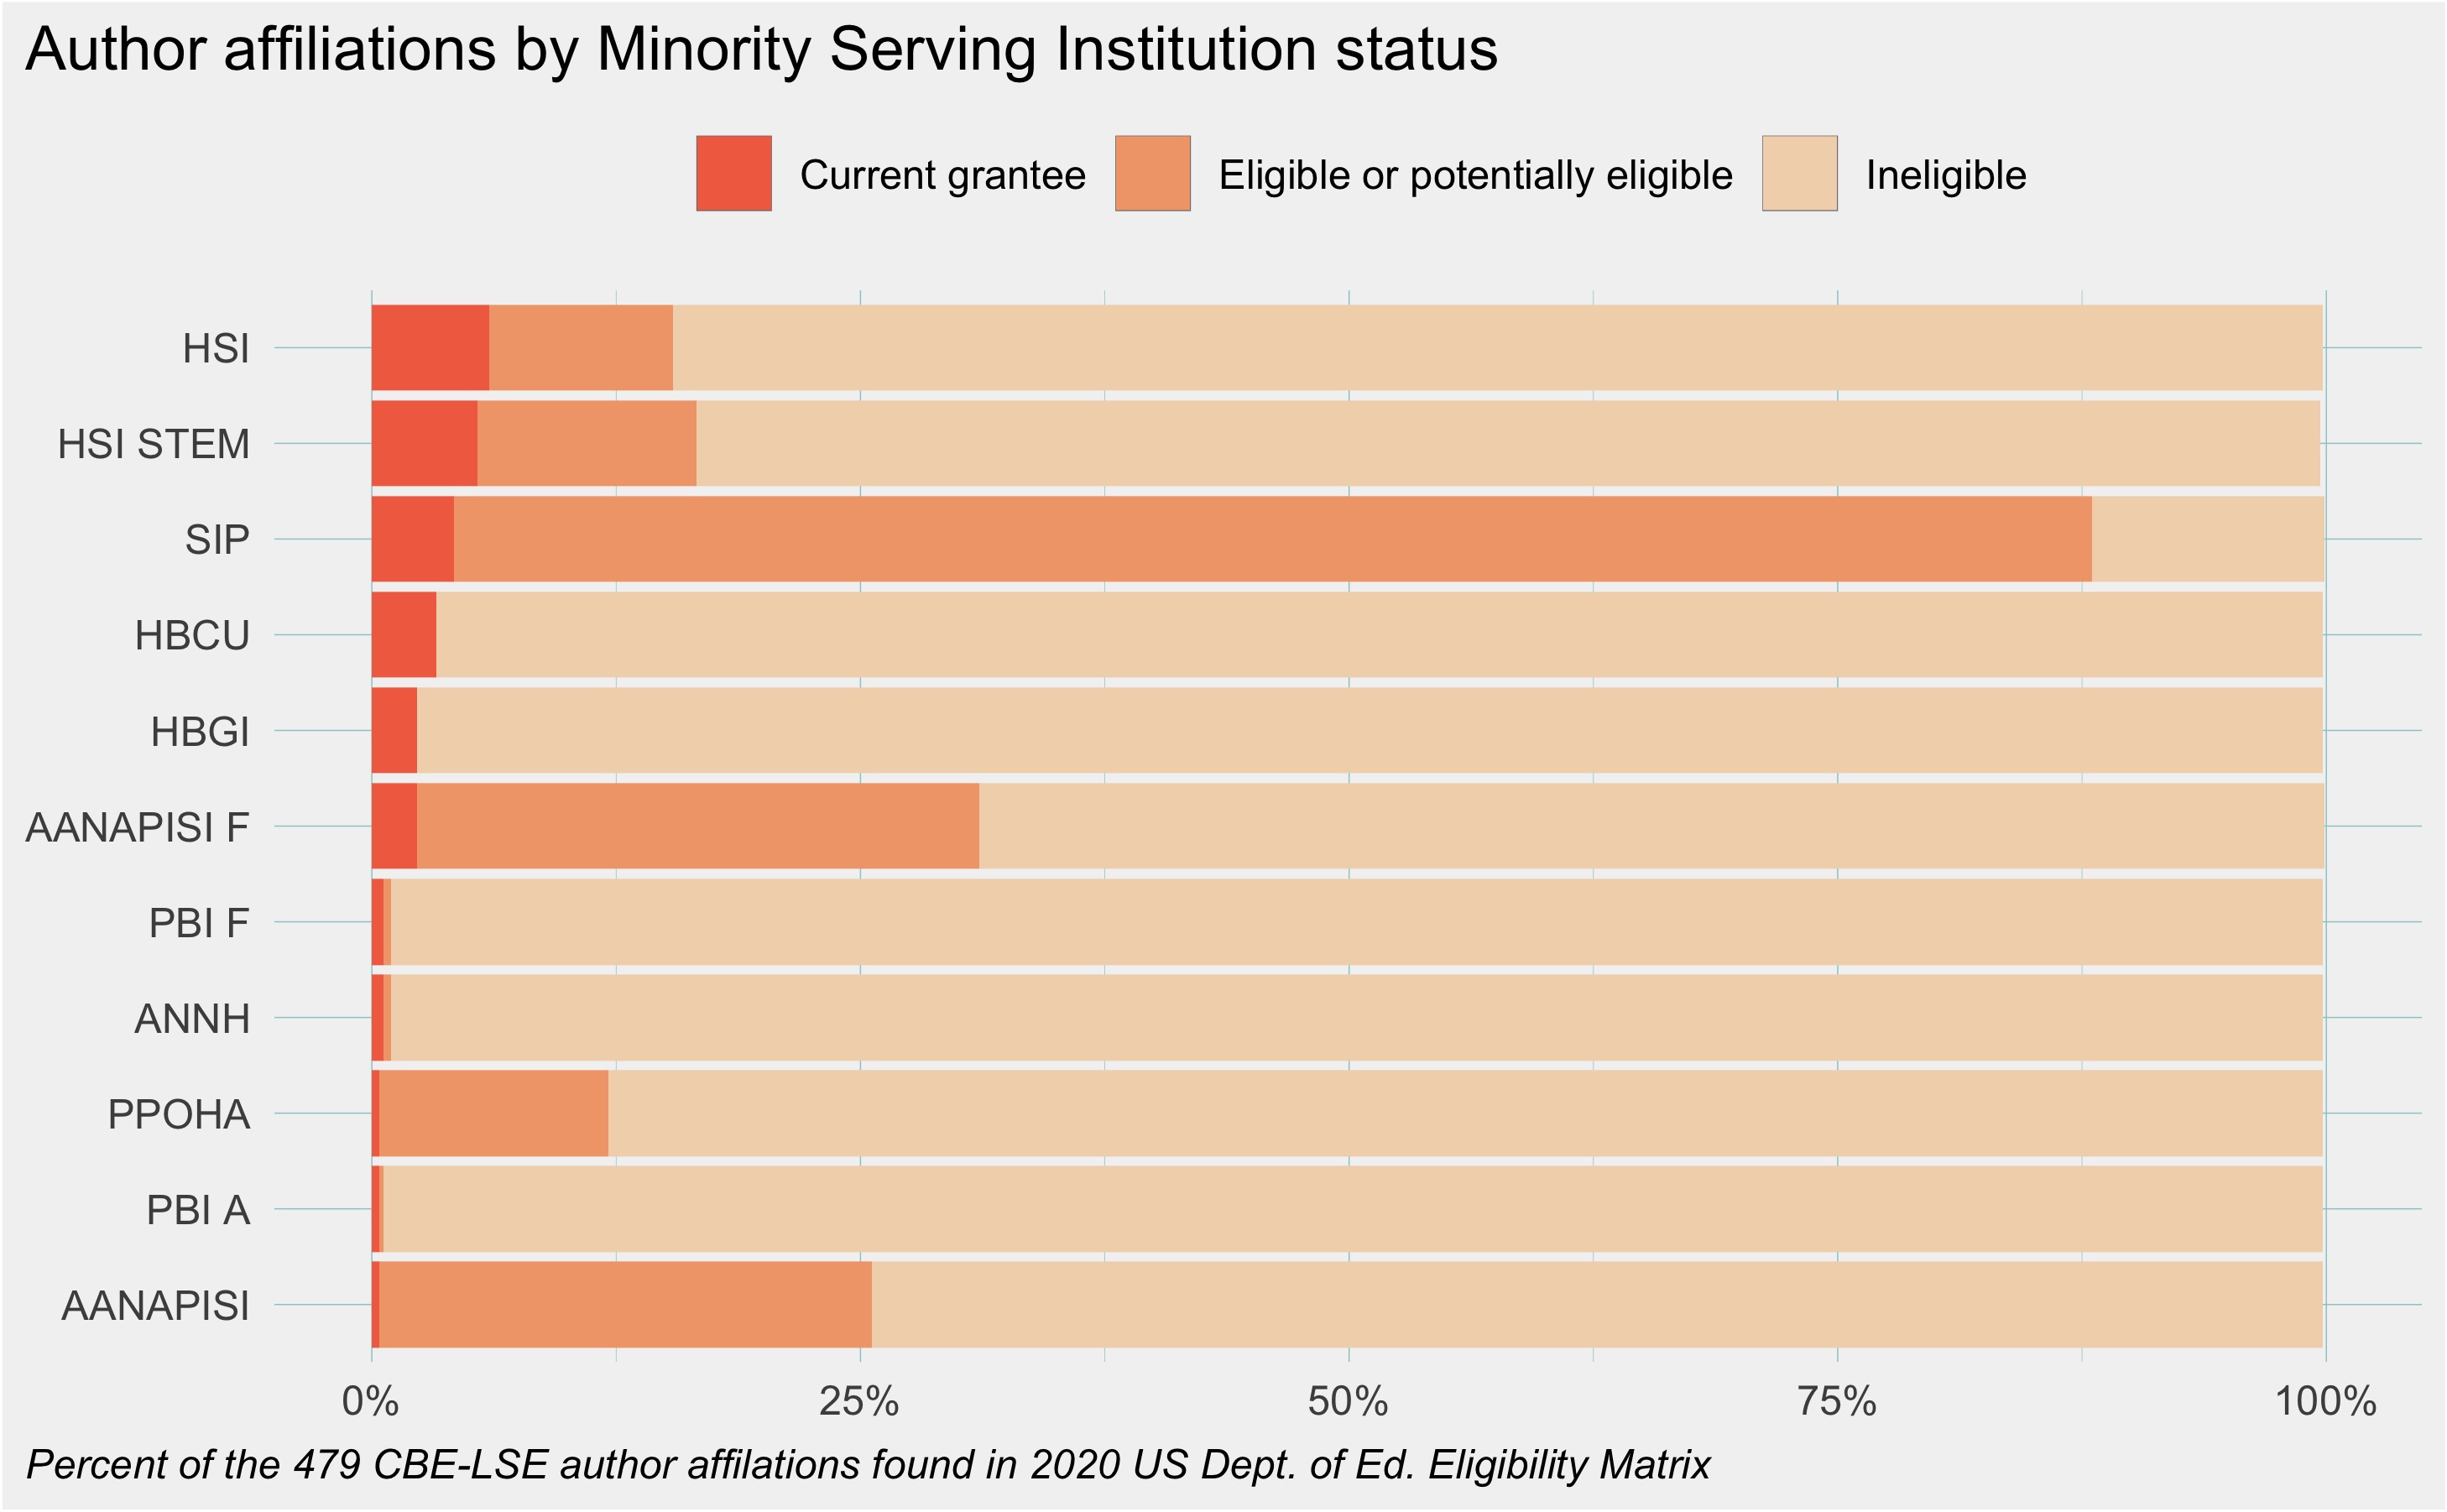 Author affiliations by Minority Serving Institution status
Current grantee Eligible or potentially eligible Ineligible
HSI
HSI STEM
SIP
HBCU
HBGI
AANAPISI F
PBI F
ANNH
PPOHA
PBI A
AANAPISI
0% 25% 50% 75% 100%
Percent of the 479 CBE-LSE author affilations found in 2020 US Dept. of Ed. Eligibility Matrix